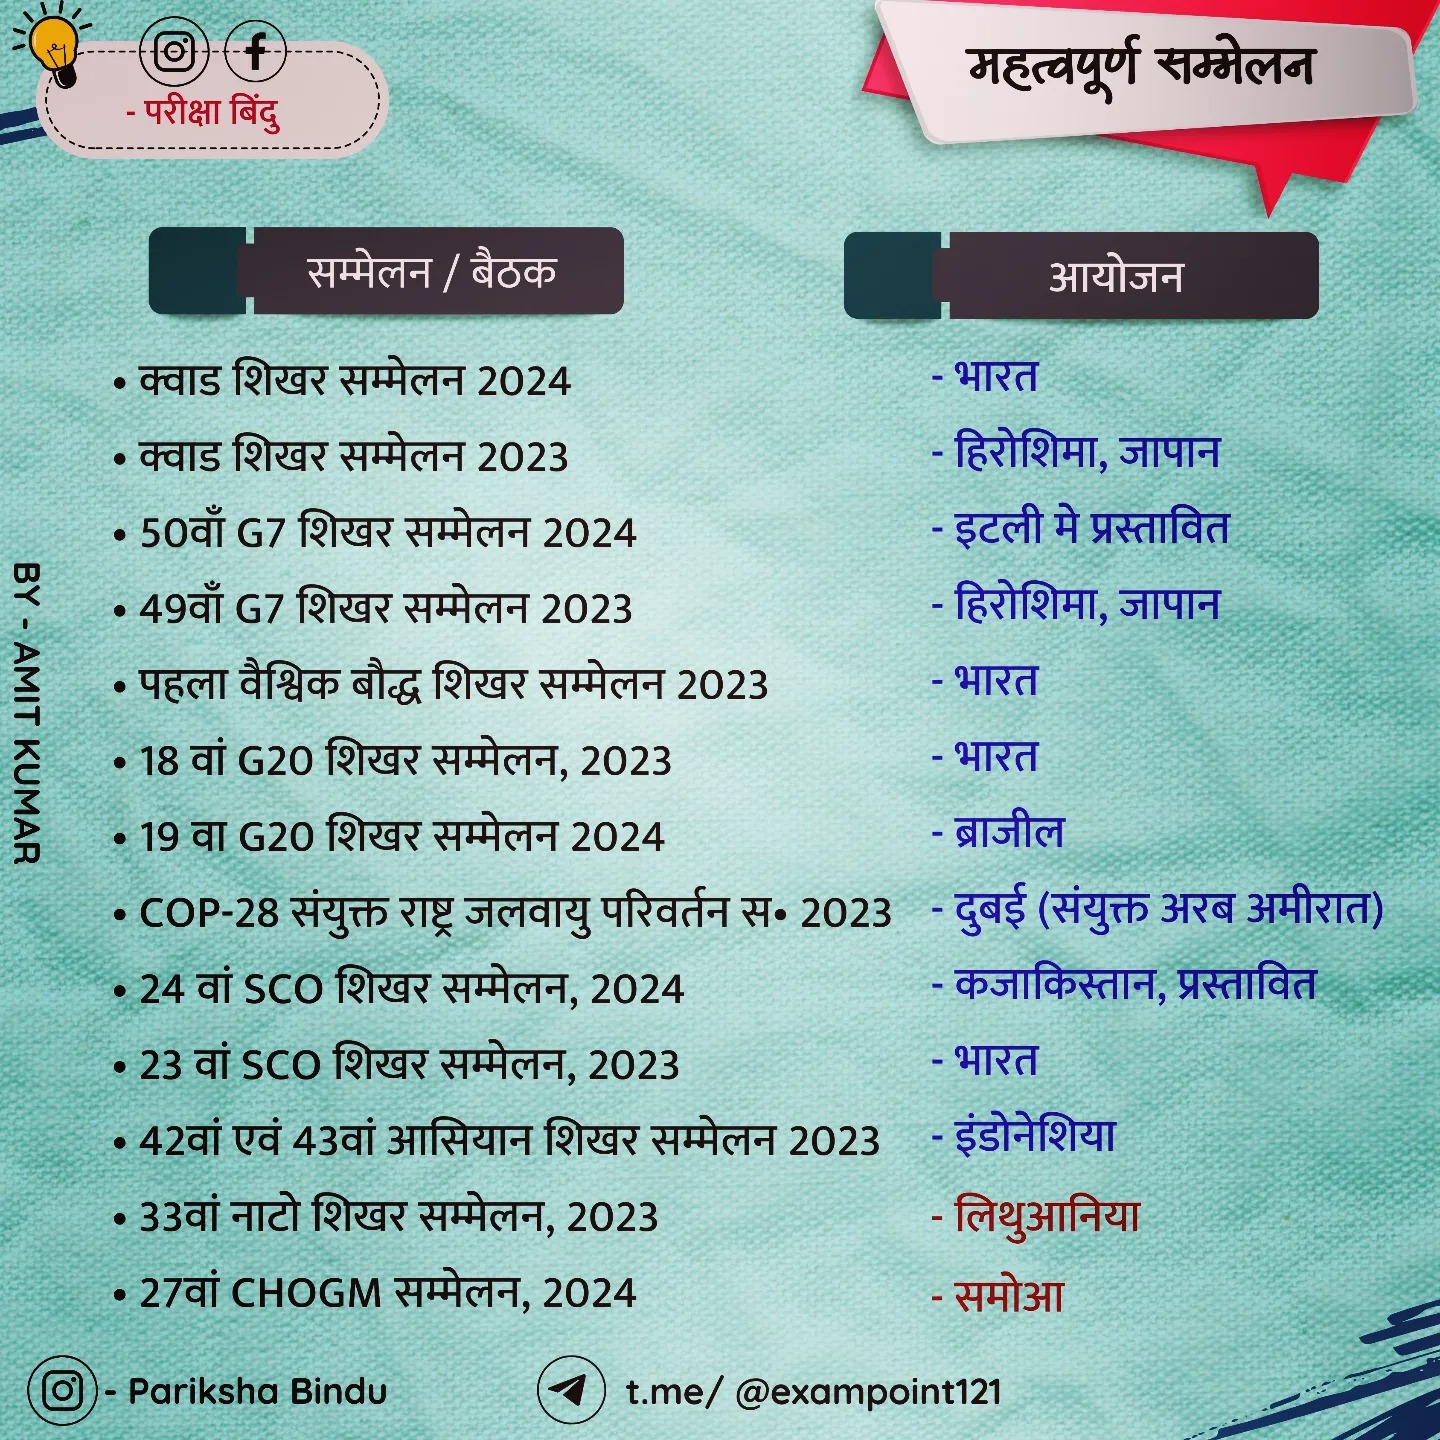 - परीक्षा बिंदु
महत्वपूर्ण सम्मेलन
सम्मेलन / बैठक
आयोजन
• क्वाड शिखर सम्मेलन 2024 - भारत
• क्वाड शिखर सम्मेलन 2023 - हिरोशिमा, जापान
• 50वाँ G7 शिखर सम्मेलन 2024 - इटली मे प्रस्तावित
• 49वाँ G7 शिखर सम्मेलन 2023 - हिरोशिमा, जापान
• पहला वैश्विक बौद्ध शिखर सम्मेलन 2023 - भारत
• 18 वां G20 शिखर सम्मेलन, 2023 - भारत
• 19 वा G20 शिखर सम्मेलन 2024 - ब्राजील
• COP-28 संयुक्त राष्ट्र जलवायु परिवर्तन स• 2023 - दुबई (संयुक्त अरब अमीरात)
• 24 वां SCO शिखर सम्मेलन, 2024 - कजाकिस्तान, प्रस्तावित
• 23 वां SCO शिखर सम्मेलन, 2023 - भारत
• 42वां एवं 43वां आसियान शिखर सम्मेलन 2023 - इंडोनेशिया
• 33वां नाटो शिखर सम्मेलन, 2023 - लिथुआनिया
• 27वां CHOGM सम्मेलन, 2024 - समोआ
BY - AMIT KUMAR
- Pariksha Bindu
t.me/ @exampoint121